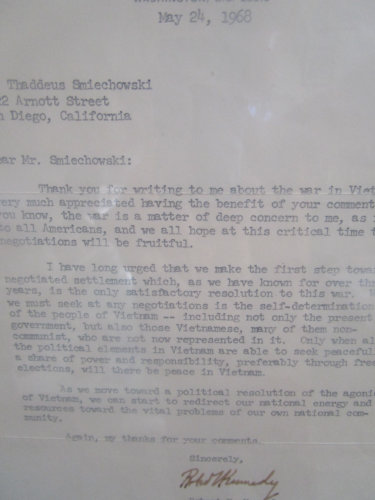 May 24, 1968
Thaddeus Smiechowski
2 Arnott Street
Diego, California
Mr. Smiechowski:
Thank you for writing to me about the war in
very much appreciated having the benefit of your comment
you know, the war is a matter of deep concern to me, as
to all Americans, and we all hope at this critical time
negotiations will be fruitful.
I have long urged that we make the first step
negotiated settlement which, as we have known for over
years, is the only satisfactory resolution to this war.
we must seek at any negotiations is the self-determination
of the people of Vietnam -- including not only the present
government, but also those Vietnamese, many of them non-
communist, who are not now represented in it. Only when
the political elements in Vietnam are able to seek
a share of power and responsbility, preferably through
elections, will there be peace in Vietnam.
As we move toward a political resolution of the
of Vietnam, we can start to redirect our national energy and
resources toward the vital problems of our own national com-
munity.
Again, my thanks for your comments.
Sincerely,